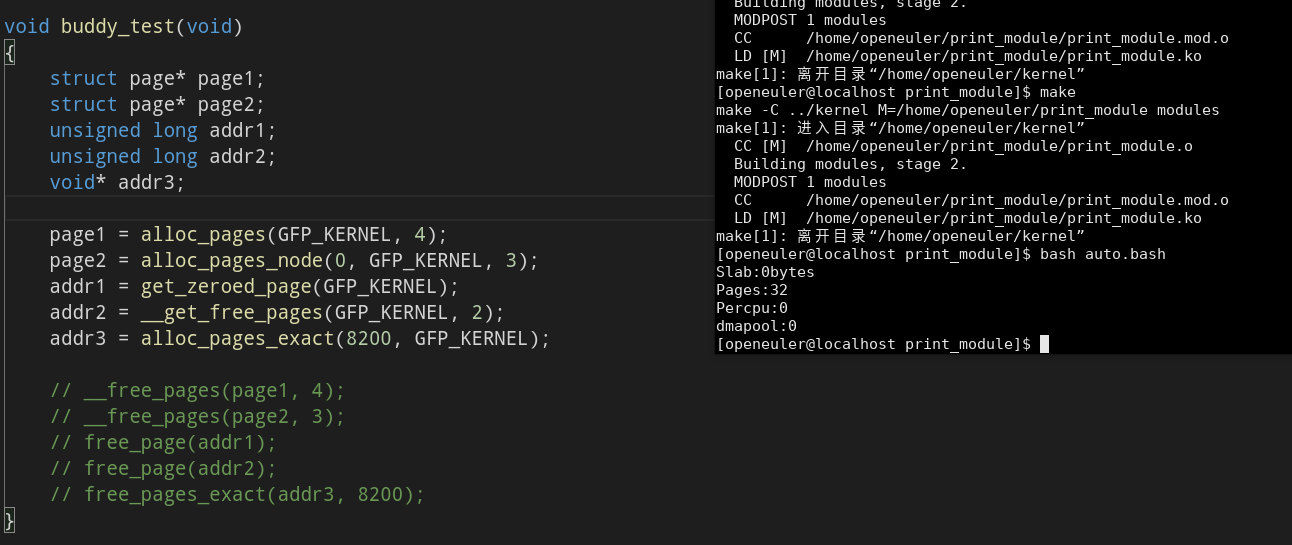 void buddy_test(void)
{
    struct page* page1;
    struct page* page2;
    unsigned long addr1;
    unsigned long addr2;
    void* addr3;

    page1 = alloc_pages(GFP_KERNEL, 4);
    page2 = alloc_pages_node(0, GFP_KERNEL, 3);
    addr1 = get_zeroed_page(GFP_KERNEL);
    addr2 = __get_free_pages(GFP_KERNEL, 2);
    addr3 = alloc_pages_exact(8200, GFP_KERNEL);

    // __free_pages(page1, 4);
    // __free_pages(page2, 3);
    // free_page(addr1);
    // free_page(addr2);
    // free_pages_exact(addr3, 8200);
}
  Building modules, stage 2.
  MODPOST 1 modules
  CC      /home/openeuler/print_module/print_module.mod.o
  LD [M]  /home/openeuler/print_module/print_module.ko
make[1]: 离开目录“/home/openeuler/kernel”
[openeuler@localhost print_module]$ make
make -C ../kernel M=/home/openeuler/print_module modules
make[1]: 进入目录“/home/openeuler/kernel”
  CC [M]  /home/openeuler/print_module/print_module.o
  Building modules, stage 2.
  MODPOST 1 modules
  CC      /home/openeuler/print_module/print_module.mod.o
  LD [M]  /home/openeuler/print_module/print_module.ko
make[1]: 离开目录“/home/openeuler/kernel”
[openeuler@localhost print_module]$ bash auto.bash
Slab:0bytes
Pages:32
Percpu:0
dmapool:0
[openeuler@localhost print_module]$